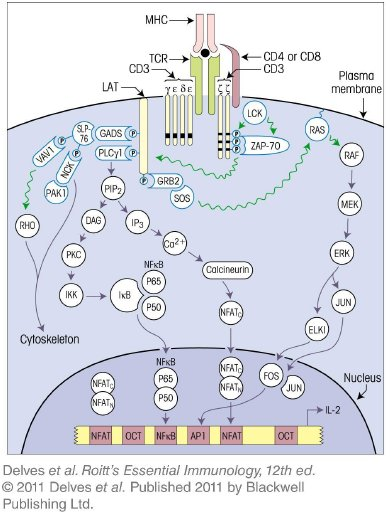 MHC
TCR
CD4 or CD8
CD3
CD3
LAT
γ ε δ ε
ζ ζ
Plasma
membrane
LCK
RAS
SLP-
76
GADS
P
P
P
P
P
ZAP-70
P
P
RAF
VAV1
P
NCK
PLCγ1
P
P
PAK1
P
GRB2
SOS
MEK
PIP2
RHO
DAG
IP3
Ca2+
ERK
PKC
Calcineurin
NFκB
IKK
IκB
P65
P50
NFATC
JUN
ELKI
Cytoskeleton
NFκB
NFATC
NFATN
P65
P50
NFATC
NFATN
FOS
JUN
Nucleus
IL-2
NFAT OCT NFκB AP1 NFAT OCT
Delves et al. Roitt's Essential Immunology, 12th ed.
© 2011 Delves et al. Published 2011 by Blackwell
Publishing Ltd.